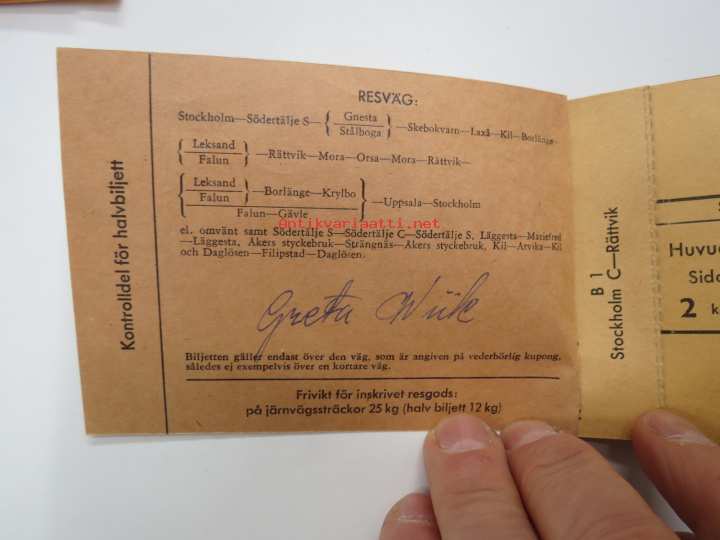 Kontrolldel för halvbiljett
RESVÄG:
Stockholm—Södertälje S—{ Gnesta / Stålboga }—Skebokvarn—Laxå—Kil—Borlänge—
{ Leksand / Falun }—Rättvik—Mora—Orsa—Mora—Rättvik—
{ Leksand / Falun }—Borlänge—Krylbo / Falun—Gävle }—Uppsala—Stockholm
Antikvariaatti.net
el. omvänt samt Södertälje S—Södertälje C—Södertälje S, Läggesta—Mariefred
—Läggesta, Åkers styckebruk—Strängnäs—Åkers styckebruk, Kil—Arvika—Kil
och Daglösen—Filipstad—Daglösen.
Greta Wiik
Biljetten gäller endast över den väg, som är angiven på vederbörlig kupong,
således ej exempelvis över en kortare väg.
Frivikt för inskrivet resgods:
på järnvägssträckor 25 kg (halv biljett 12 kg)
B 1
Stockholm C—Rättvik
2 k